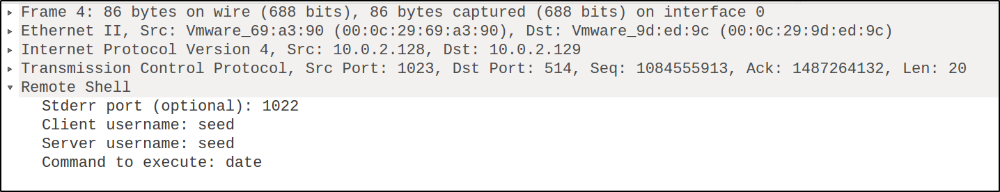 Frame 4: 86 bytes on wire (688 bits), 86 bytes captured (688 bits) on interface 0
Ethernet II, Src: Vmware_69:a3:90 (00:0c:29:69:a3:90), Dst: Vmware_9d:ed:9c (00:0c:29:9d:ed:9c)
Internet Protocol Version 4, Src: 10.0.2.128, Dst: 10.0.2.129
Transmission Control Protocol, Src Port: 1023, Dst Port: 514, Seq: 1084555913, Ack: 1487264132, Len: 20
Remote Shell
Stderr port (optional): 1022
Client username: seed
Server username: seed
Command to execute: date